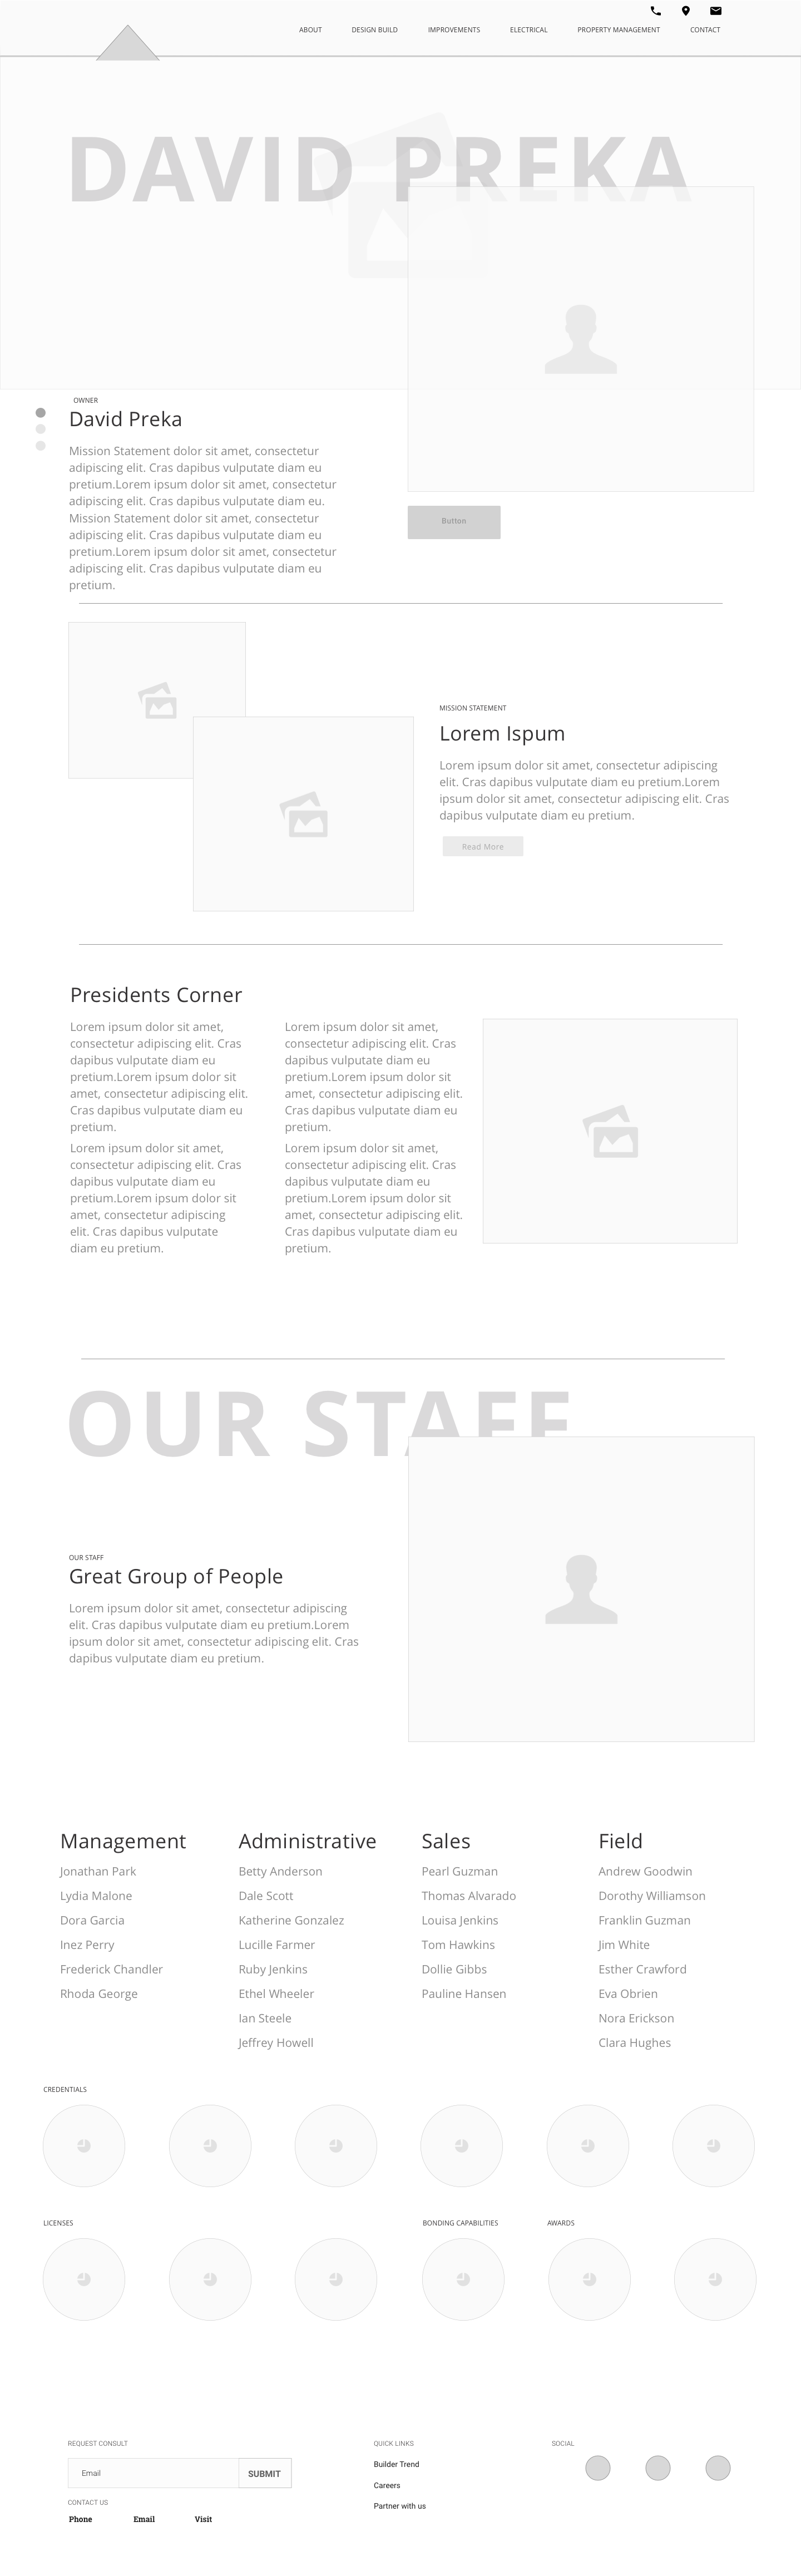 ABOUT DESIGN BUILD IMPROVEMENTS ELECTRICAL PROPERTY MANAGEMENT CONTACT
DAVID PREKA
OWNER
David Preka
Mission Statement dolor sit amet, consectetur
adipiscing elit. Cras dapibus vulputate diam eu
pretium.Lorem ipsum dolor sit amet, consectetur
adipiscing elit. Cras dapibus vulputate diam eu.
Mission Statement dolor sit amet, consectetur
adipiscing elit. Cras dapibus vulputate diam eu
pretium.Lorem ipsum dolor sit amet, consectetur
adipiscing elit. Cras dapibus vulputate diam eu
pretium.
Button
MISSION STATEMENT
Lorem Ispum
Lorem ipsum dolor sit amet, consectetur adipiscing
elit. Cras dapibus vulputate diam eu pretium.Lorem
ipsum dolor sit amet, consectetur adipiscing elit. Cras
dapibus vulputate diam eu pretium.
Read More
Presidents Corner
Lorem ipsum dolor sit amet,
consectetur adipiscing elit. Cras
dapibus vulputate diam eu
pretium.Lorem ipsum dolor sit
amet, consectetur adipiscing elit.
Cras dapibus vulputate diam eu
pretium.
Lorem ipsum dolor sit amet,
consectetur adipiscing elit. Cras
dapibus vulputate diam eu
pretium.Lorem ipsum dolor sit
amet, consectetur adipiscing
elit. Cras dapibus vulputate
diam eu pretium.
Lorem ipsum dolor sit amet,
consectetur adipiscing elit. Cras
dapibus vulputate diam eu
pretium.Lorem ipsum dolor sit
amet, consectetur adipiscing elit.
Cras dapibus vulputate diam eu
pretium.
Lorem ipsum dolor sit amet,
consectetur adipiscing elit. Cras
dapibus vulputate diam eu
pretium.Lorem ipsum dolor sit
amet, consectetur adipiscing elit.
Cras dapibus vulputate diam eu
pretium.
OUR STAFF
OUR STAFF
Great Group of People
Lorem ipsum dolor sit amet, consectetur adipiscing
elit. Cras dapibus vulputate diam eu pretium.Lorem
ipsum dolor sit amet, consectetur adipiscing elit. Cras
dapibus vulputate diam eu pretium.
Management
Jonathan Park
Lydia Malone
Dora Garcia
Inez Perry
Frederick Chandler
Rhoda George
Administrative
Betty Anderson
Dale Scott
Katherine Gonzalez
Lucille Farmer
Ruby Jenkins
Ethel Wheeler
Ian Steele
Jeffrey Howell
Sales
Pearl Guzman
Thomas Alvarado
Louisa Jenkins
Tom Hawkins
Dollie Gibbs
Pauline Hansen
Field
Andrew Goodwin
Dorothy Williamson
Franklin Guzman
Jim White
Esther Crawford
Eva Obrien
Nora Erickson
Clara Hughes
CREDENTIALS
LICENSES BONDING CAPABILITIES AWARDS
REQUEST CONSULT
Email SUBMIT
CONTACT US
Phone Email Visit
QUICK LINKS
Builder Trend
Careers
Partner with us
SOCIAL